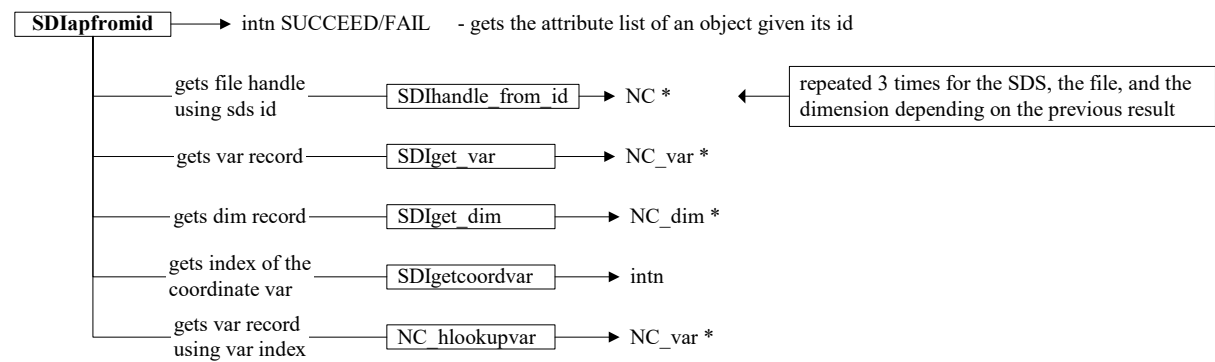 SDIapfromid intn SUCCEED/FAIL - gets the attribute list of an object given its id
gets file handle
using sds id
SDIhandle_from_id NC *
repeated 3 times for the SDS, the file, and the
dimension depending on the previous result
gets var record SDIget_var NC_var *
gets dim record SDIget_dim NC_dim *
gets index of the
coordinate var
SDIgetcoordvar intn
gets var record
using var index
NC_hlookupvar NC_var *